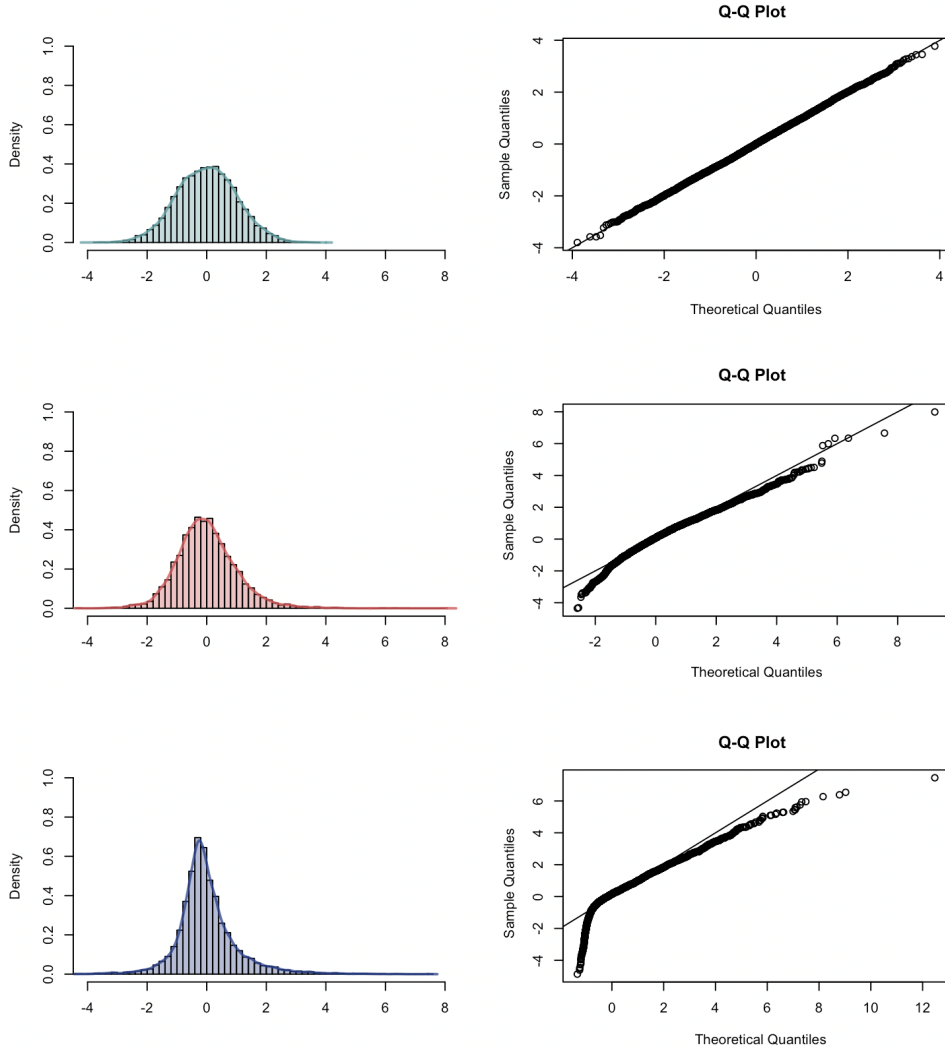 Q-Q Plot
Density
0.0 0.2 0.4 0.6 0.8 1.0
-4 -2 0 2 4 6 8
Sample Quantiles
-4 -2 0 2 4
-4 -2 0 2 4
Theoretical Quantiles
Q-Q Plot
Density
0.0 0.2 0.4 0.6 0.8 1.0
-4 -2 0 2 4 6 8
Sample Quantiles
-4 -2 0 2 4 6 8
-2 0 2 4 6 8
Theoretical Quantiles
Q-Q Plot
Density
0.0 0.2 0.4 0.6 0.8 1.0
-4 -2 0 2 4 6 8
Sample Quantiles
-4 -2 0 2 4 6
0 2 4 6 8 10 12
Theoretical Quantiles